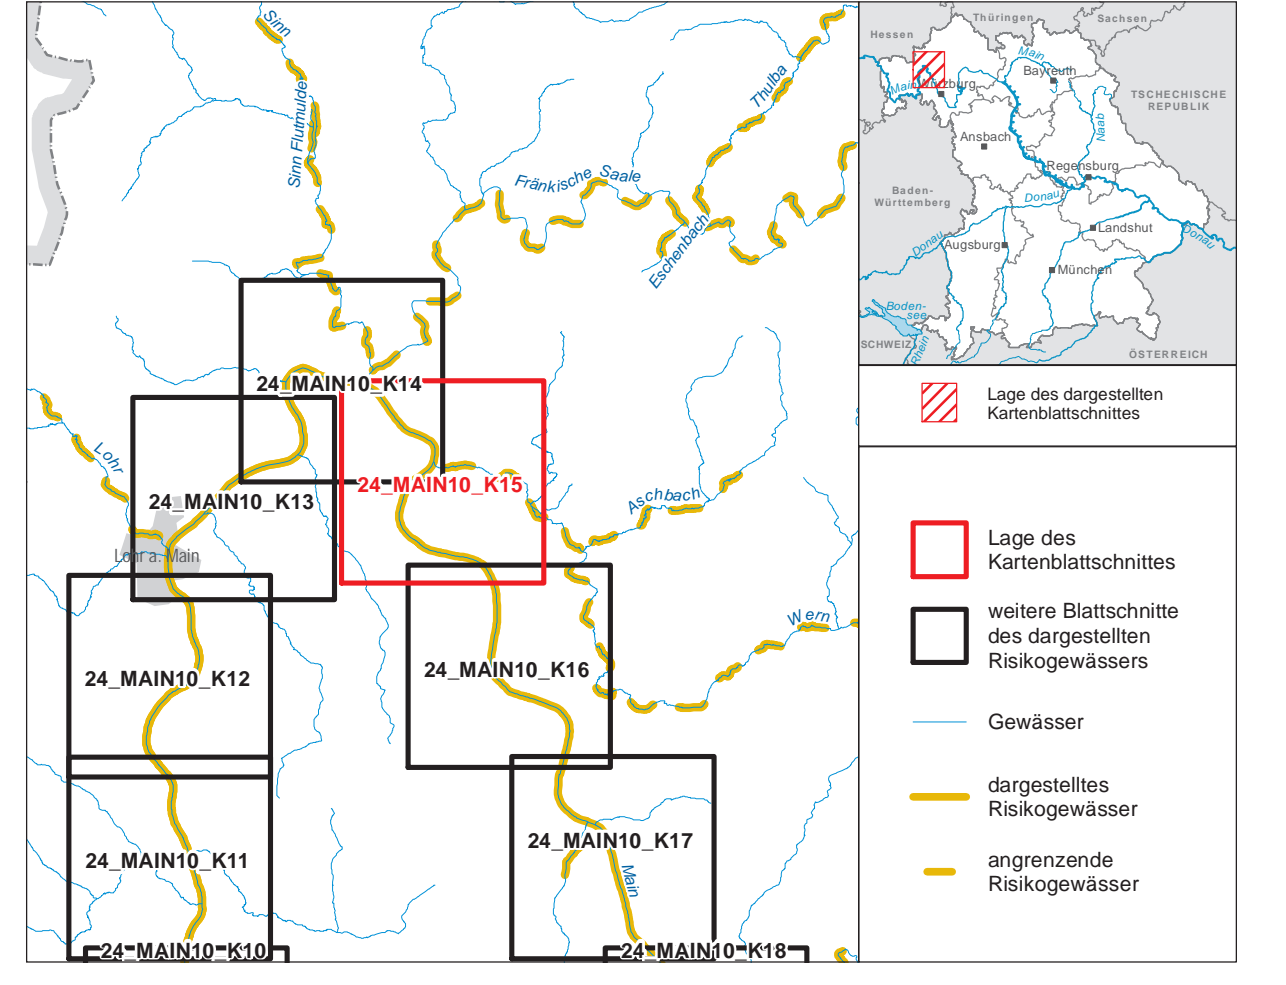 Sinn
Sinn Flutmulde
Thulba
Fränkische Saale
Eschenbach
24_MAIN10_K14
Lohr
24_MAIN10_K15
24_MAIN10_K13
Aschbach
Lohr a. Main
Wern
24_MAIN10_K16
24_MAIN10_K12
24_MAIN10_K17
24_MAIN10_K11
Main
24_MAIN10_K10
24_MAIN10_K18
Thüringen
Sachsen
Hessen
Main
Bayreuth
Main
TSCHECHISCHE
REPUBLIK
Naab
Ansbach
Regensburg
Baden-
Württemberg
Donau
Landshut
Donau
Donau
Augsburg
München
Boden-
see
SCHWEIZ
Rhein
ÖSTERREICH
Lage des dargestellten
Kartenblattschnittes
Lage des
Kartenblattschnittes
weitere Blattschnitte
des dargestellten
Risikogewässers
Gewässer
dargestelltes
Risikogewässer
angrenzende
Risikogewässer